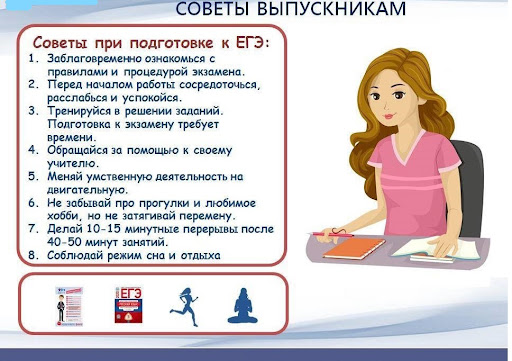 СОВЕТЫ ВЫПУСКНИКАМ
Советы при подготовке к ЕГЭ:
1. Заблаговременно ознакомься с
правилами и процедурой экзамена.
2. Перед началом работы сосредоточься,
расслабься и успокойся.
3. Тренируйся в решении заданий.
Подготовка к экзамену требует
времени.
4. Обращайся за помощью к своему
учителю.
5. Меняй умственную деятельность на
двигательную.
6. Не забывай про прогулки и любимое
хобби, но не затягивай перемену.
7. Делай 10-15 минутные перерывы после
40-50 минут занятий.
8. Соблюдай режим сна и отдыха
ЕГЭ